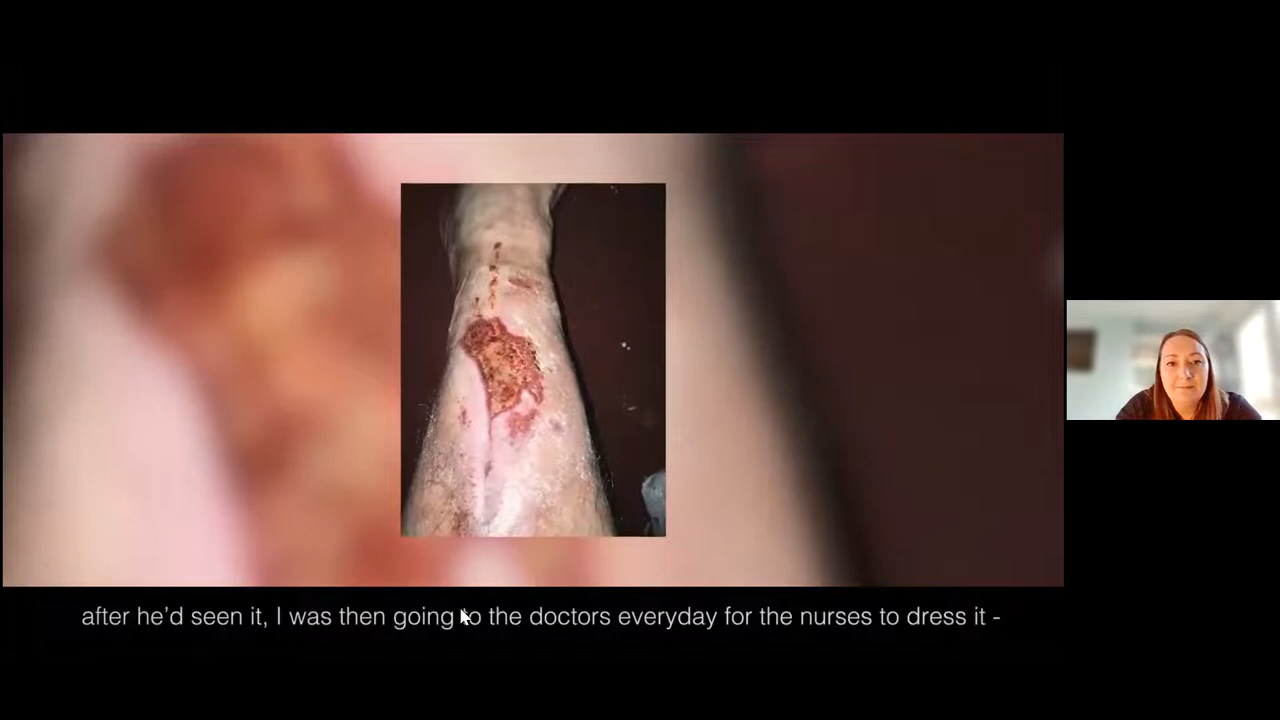 after he'd seen it, I was then going to the doctors everyday for the nurses to dress it -